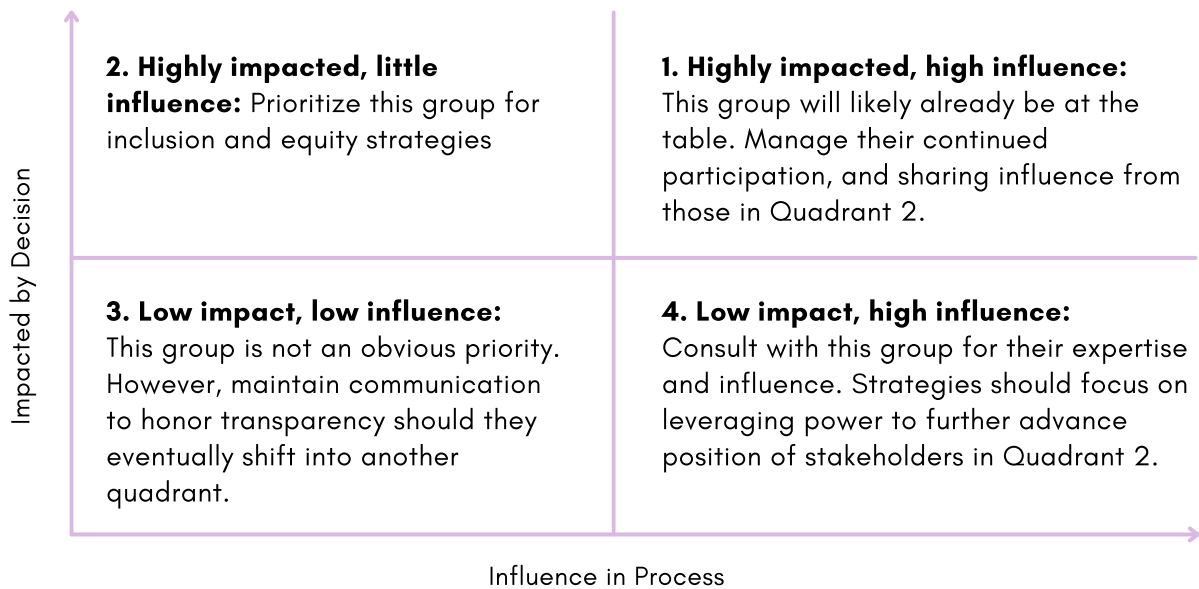 2. Highly impacted, little
influence: Prioritize this group for
inclusion and equity strategies
1. Highly impacted, high influence:
This group will likely already be at the
table. Manage their continued
participation, and sharing influence from
those in Quadrant 2.
3. Low impact, low influence:
This group is not an obvious priority.
However, maintain communication
to honor transparency should they
eventually shift into another
quadrant.
4. Low impact, high influence:
Consult with this group for their expertise
and influence. Strategies should focus on
leveraging power to further advance
position of stakeholders in Quadrant 2.
Impacted by Decision
Influence in Process